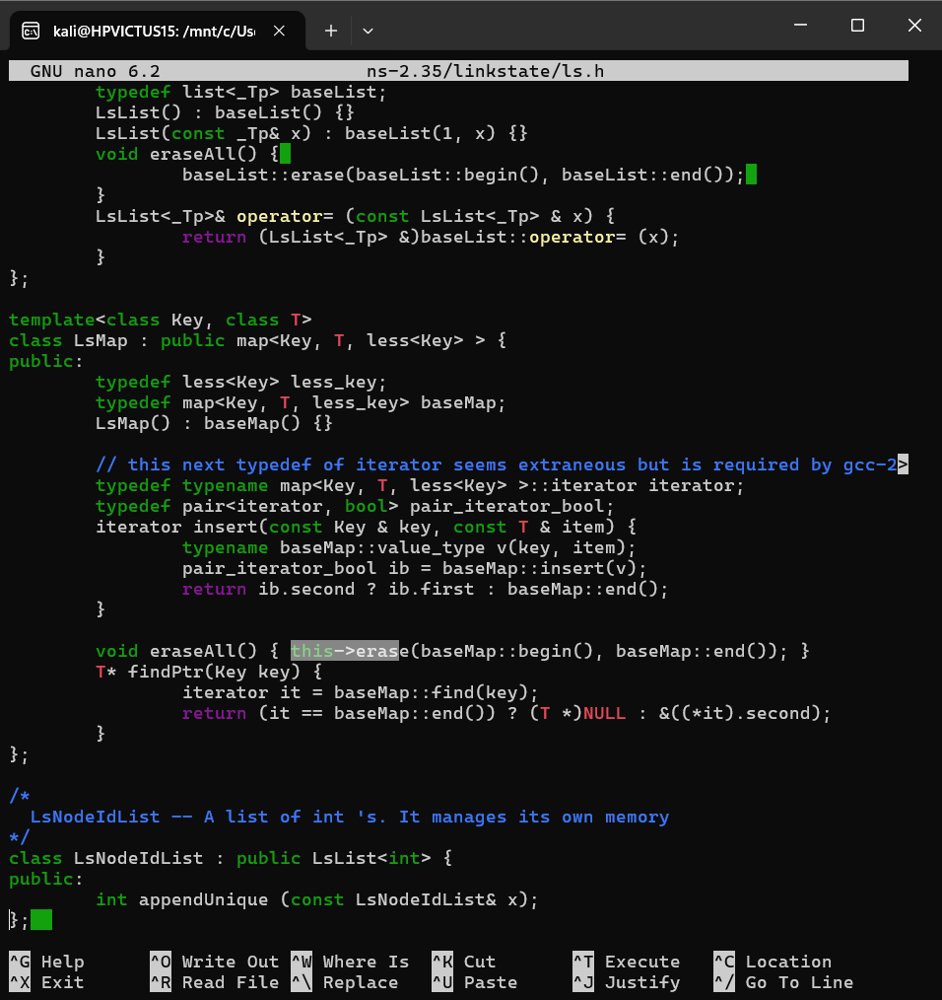 kali@HPVICTUS15: /mnt/c/Use
GNU nano 6.2 ns-2.35/linkstate/ls.h
typedef list<_Tp> baseList;
LsList() : baseList() {}
LsList(const _Tp& x) : baseList(1, x) {}
void eraseAll() {
baseList::erase(baseList::begin(), baseList::end());
}
LsList<_Tp>& operator= (const LsList<_Tp> & x) {
return (LsList<_Tp> &)baseList::operator= (x);
}
};
template<class Key, class T>
class LsMap : public map<Key, T, less<Key> > {
public:
typedef less<Key> less_key;
typedef map<Key, T, less_key> baseMap;
LsMap() : baseMap() {}
// this next typedef of iterator seems extraneous but is required by gcc-2>
typedef typename map<Key, T, less<Key> >::iterator iterator;
typedef pair<iterator, bool> pair_iterator_bool;
iterator insert(const Key & key, const T & item) {
typename baseMap::value_type v(key, item);
pair_iterator_bool ib = baseMap::insert(v);
return ib.second ? ib.first : baseMap::end();
}
void eraseAll() { this->erase(baseMap::begin(), baseMap::end()); }
T* findPtr(Key key) {
iterator it = baseMap::find(key);
return (it == baseMap::end()) ? (T *)NULL : &((*it).second);
}
};
/*
LsNodeIdList -- A list of int 's. It manages its own memory
*/
class LsNodeIdList : public LsList<int> {
public:
int appendUnique (const LsNodeIdList& x);
};
^G Help ^O Write Out ^W Where Is ^K Cut ^T Execute ^C Location
^X Exit ^R Read File ^\ Replace ^U Paste ^J Justify ^/ Go To Line